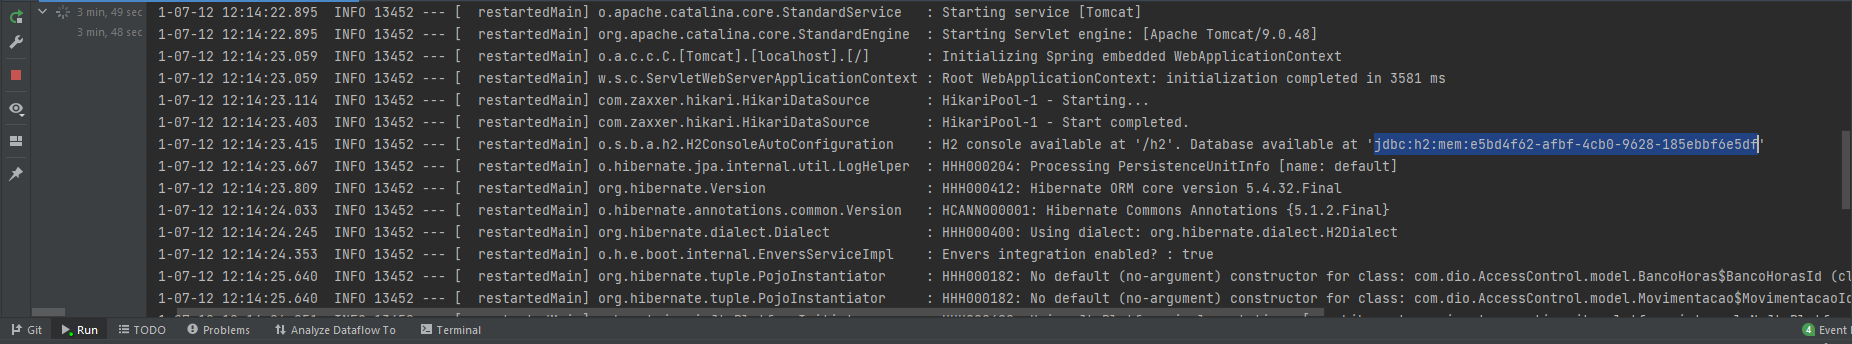 3 min, 49 sec
3 min, 48 sec
1-07-12 12:14:22.895  INFO 13452 --- [  restartedMain] o.apache.catalina.core.StandardService   : Starting service [Tomcat]
1-07-12 12:14:22.895  INFO 13452 --- [  restartedMain] org.apache.catalina.core.StandardEngine  : Starting Servlet engine: [Apache Tomcat/9.0.48]
1-07-12 12:14:23.059  INFO 13452 --- [  restartedMain] o.a.c.c.C.[Tomcat].[localhost].[/]       : Initializing Spring embedded WebApplicationContext
1-07-12 12:14:23.059  INFO 13452 --- [  restartedMain] w.s.c.ServletWebServerApplicationContext : Root WebApplicationContext: initialization completed in 3581 ms
1-07-12 12:14:23.114  INFO 13452 --- [  restartedMain] com.zaxxer.hikari.HikariDataSource       : HikariPool-1 - Starting...
1-07-12 12:14:23.403  INFO 13452 --- [  restartedMain] com.zaxxer.hikari.HikariDataSource       : HikariPool-1 - Start completed.
1-07-12 12:14:23.415  INFO 13452 --- [  restartedMain] o.s.b.a.h2.H2ConsoleAutoConfiguration    : H2 console available at '/h2'. Database available at 'jdbc:h2:mem:e5bd4f62-afbf-4cb0-9628-185ebbf6e5df'
1-07-12 12:14:23.667  INFO 13452 --- [  restartedMain] o.hibernate.jpa.internal.util.LogHelper  : HHH000204: Processing PersistenceUnitInfo [name: default]
1-07-12 12:14:23.809  INFO 13452 --- [  restartedMain] org.hibernate.Version                    : HHH000412: Hibernate ORM core version 5.4.32.Final
1-07-12 12:14:24.033  INFO 13452 --- [  restartedMain] o.hibernate.annotations.common.Version   : HCANN000001: Hibernate Commons Annotations {5.1.2.Final}
1-07-12 12:14:24.245  INFO 13452 --- [  restartedMain] org.hibernate.dialect.Dialect            : HHH000400: Using dialect: org.hibernate.dialect.H2Dialect
1-07-12 12:14:24.353  INFO 13452 --- [  restartedMain] o.h.e.boot.internal.EnversServiceImpl    : Envers integration enabled? : true
1-07-12 12:14:25.640  INFO 13452 --- [  restartedMain] org.hibernate.tuple.PojoInstantiator     : HHH000182: No default (no-argument) constructor for class: com.dio.AccessControl.model.BancoHoras$BancoHorasId (cl
1-07-12 12:14:25.640  INFO 13452 --- [  restartedMain] org.hibernate.tuple.PojoInstantiator     : HHH000182: No default (no-argument) constructor for class: com.dio.AccessControl.model.Movimentacao$MovimentacaoId
Git
Run
TODO
Problems
Analyze Dataflow To
Terminal
4 Event